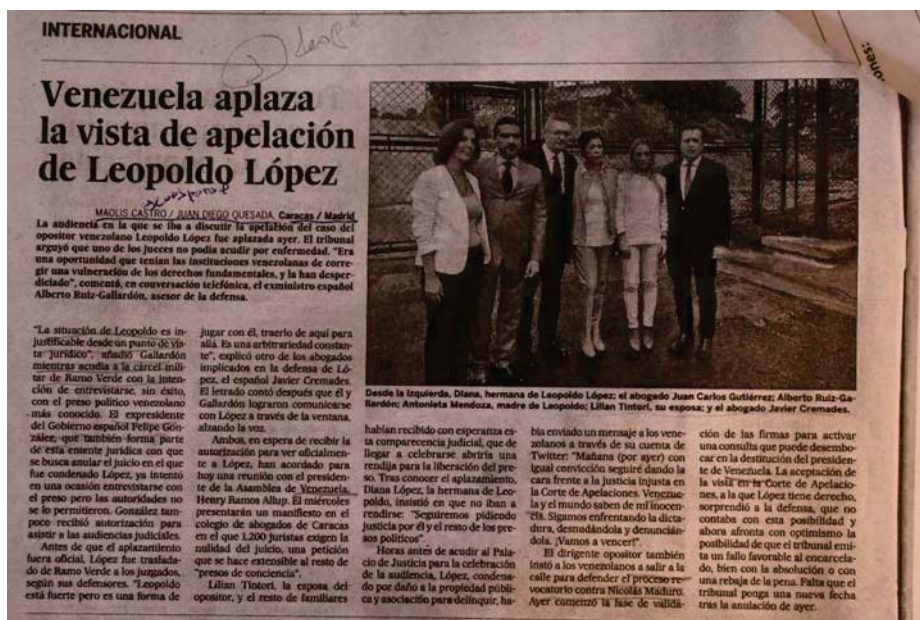 INTERNACIONAL
ones:
Venezuela aplaza
la vista de apelación
de Leopoldo López
MAOLIS CASTRO / JUAN DIEGO QUESADA, Caracas / Madrid
La audiencia en la que se iba a discutir la apelación del caso del
opositor venezolano Leopoldo López fue aplazada ayer. El tribunal
arguyó que uno de los jueces no podía acudir por enfermedad. "Era
una oportunidad que tenían las instituciones venezolanas de corre-
gir una vulneración de los derechos fundamentales, y la han desper-
diciado", comentó, en conversación telefónica, el exministro español
Alberto Ruiz-Gallardón, asesor de la defensa.
"La situación de Leopoldo es in-
justificable desde un punto de vis-
ta jurídico", añadió Gallardón
mientras acudía a la cárcel mili-
tar de Ramo Verde con la inten-
ción de entrevistarse, sin éxito,
con el preso político venezolano
más conocido. El expresidente
del Gobierno español Felipe Gon-
zález, que también forma parte
de esta entente jurídica con que
se busca anular el juicio en el que
fue condenado López, ya intentó
en una ocasión entrevistarse con
el preso pero las autoridades no
se lo permitieron. González tam-
poco recibió autorización para
asistir a las audiencias judiciales.
Antes de que el aplazamiento
fuera oficial, López fue traslada-
do de Ramo Verde a los juzgados,
según sus defensores. "Leopoldo
está fuerte pero es una forma de
jugar con él, traerlo de aquí para
allá. Es una arbitrariedad constan-
te", explicó otro de los abogados
implicados en la defensa de Ló-
pez, el español Javier Cremades.
El letrado contó después que él y
Gallardón lograron comunicarse
con López a través de la ventana,
alzando la voz.
Ambos, en espera de recibir la
autorización para ver oficialmen-
te a López, han acordado para
hoy una reunión con el presiden-
te de la Asamblea de Venezuela,
Henry Ramos Allup. El miércoles
presentarán un manifiesto en el
colegio de abogados de Caracas
en el que 1.200 juristas exigen la
nulidad del juicio, una petición
que se hace extensible al resto de
"presos de conciencia".
Lilian Tintori, la esposa del
opositor, y el resto de familiares
Desde la izquierda, Diana, hermana de Leopoldo López; el abogado Juan Carlos Gutiérrez; Alberto Ruiz-Ga-
llardón; Antonieta Mendoza, madre de Leopoldo; Lilian Tintori, su esposa; y el abogado Javier Cremades.
habían recibido con esperanza es-
ta comparecencia judicial, que de
llegar a celebrarse abriría una
rendija para la liberación del pre-
so. Tras conocer el aplazamiento,
Diana López, la hermana de Leo-
poldo, insistió en que no iban a
rendirse: "Seguiremos pidiendo
justicia por él y el resto de los pre-
sos políticos".
Horas antes de acudir al Pala-
cio de Justicia para la celebración
de la audiencia, López, condena-
do por daño a la propiedad públi-
ca y asociación para delinquir, ha-
bía enviado un mensaje a los vene-
zolanos a través de su cuenta de
Twitter: "Mañana (por ayer) con
igual convicción seguiré dando la
cara frente a la justicia injusta en
la Corte de Apelaciones. Venezue-
la y el mundo saben de mi inocen-
cia. Sigamos enfrentando la dicta-
dura, desnudándola y denuncián-
dola. ¡Vamos a vencer!".
El dirigente opositor también
instó a los venezolanos a salir a la
calle para defender el proceso re-
vocatorio contra Nicolás Maduro.
Ayer comenzó la fase de valida-
ción de las firmas para activar
una consulta que puede desembo-
car en la destitución del presiden-
te de Venezuela. La aceptación de
la vista en la Corte de Apelacio-
nes, a la que López tiene derecho,
sorprendió a la defensa, que no
contaba con esta posibilidad y
ahora afronta con optimismo la
posibilidad de que el tribunal emi-
ta un fallo favorable al encarcela-
do, bien con la absolución o con
una rebaja de la pena. Falta que el
tribunal ponga una nueva fecha
tras la anulación de ayer.